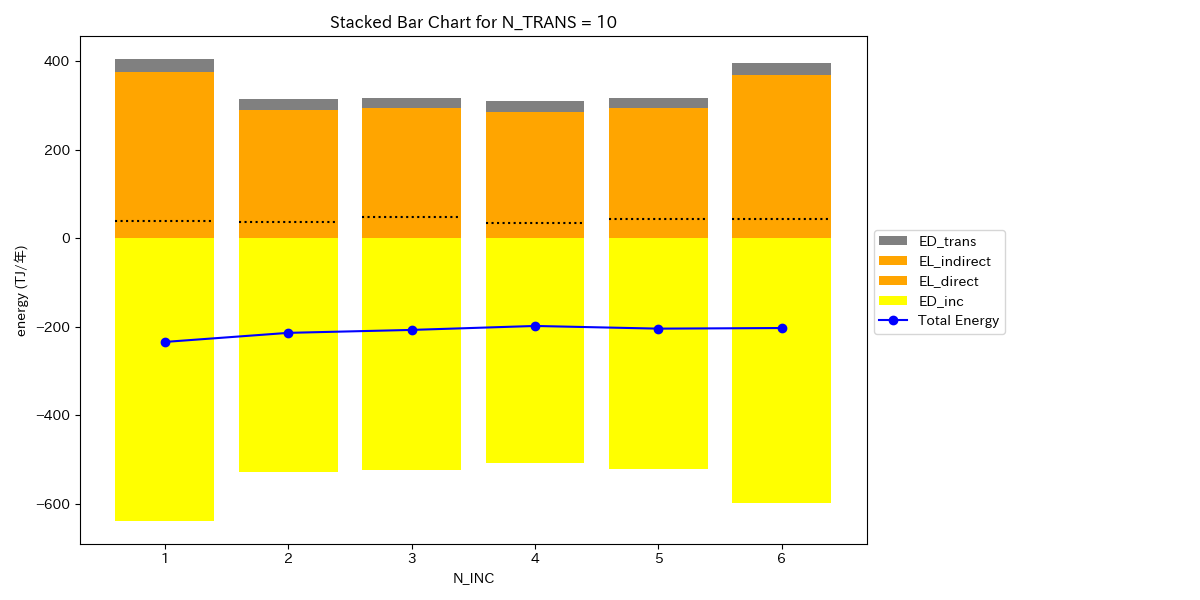 Stacked Bar Chart for N_TRANS = 10
energy (TJ/年)
400
200
0
−200
−400
−600
1 2 3 4 5 6
N_INC
ED_trans
EL_indirect
EL_direct
ED_inc
Total Energy